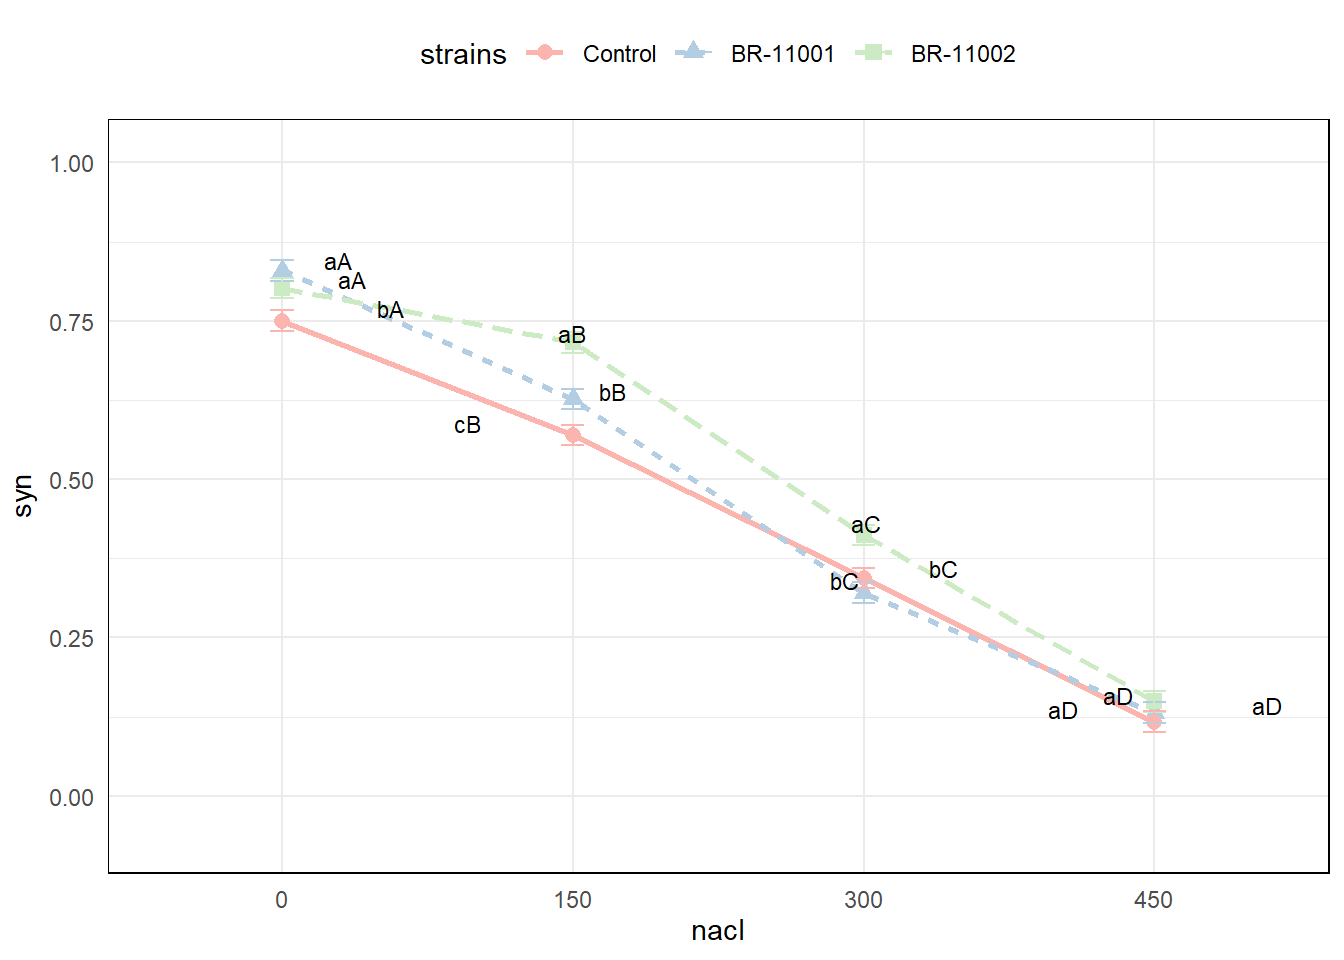 strains Control BR-11001 BR-11002
1.00
aA
aA
bA
0.75
aB
bB
cB
syn
0.50
aC
bC
bC
0.25
aD
aD
aD
0.00
0 150 300 450
nacl